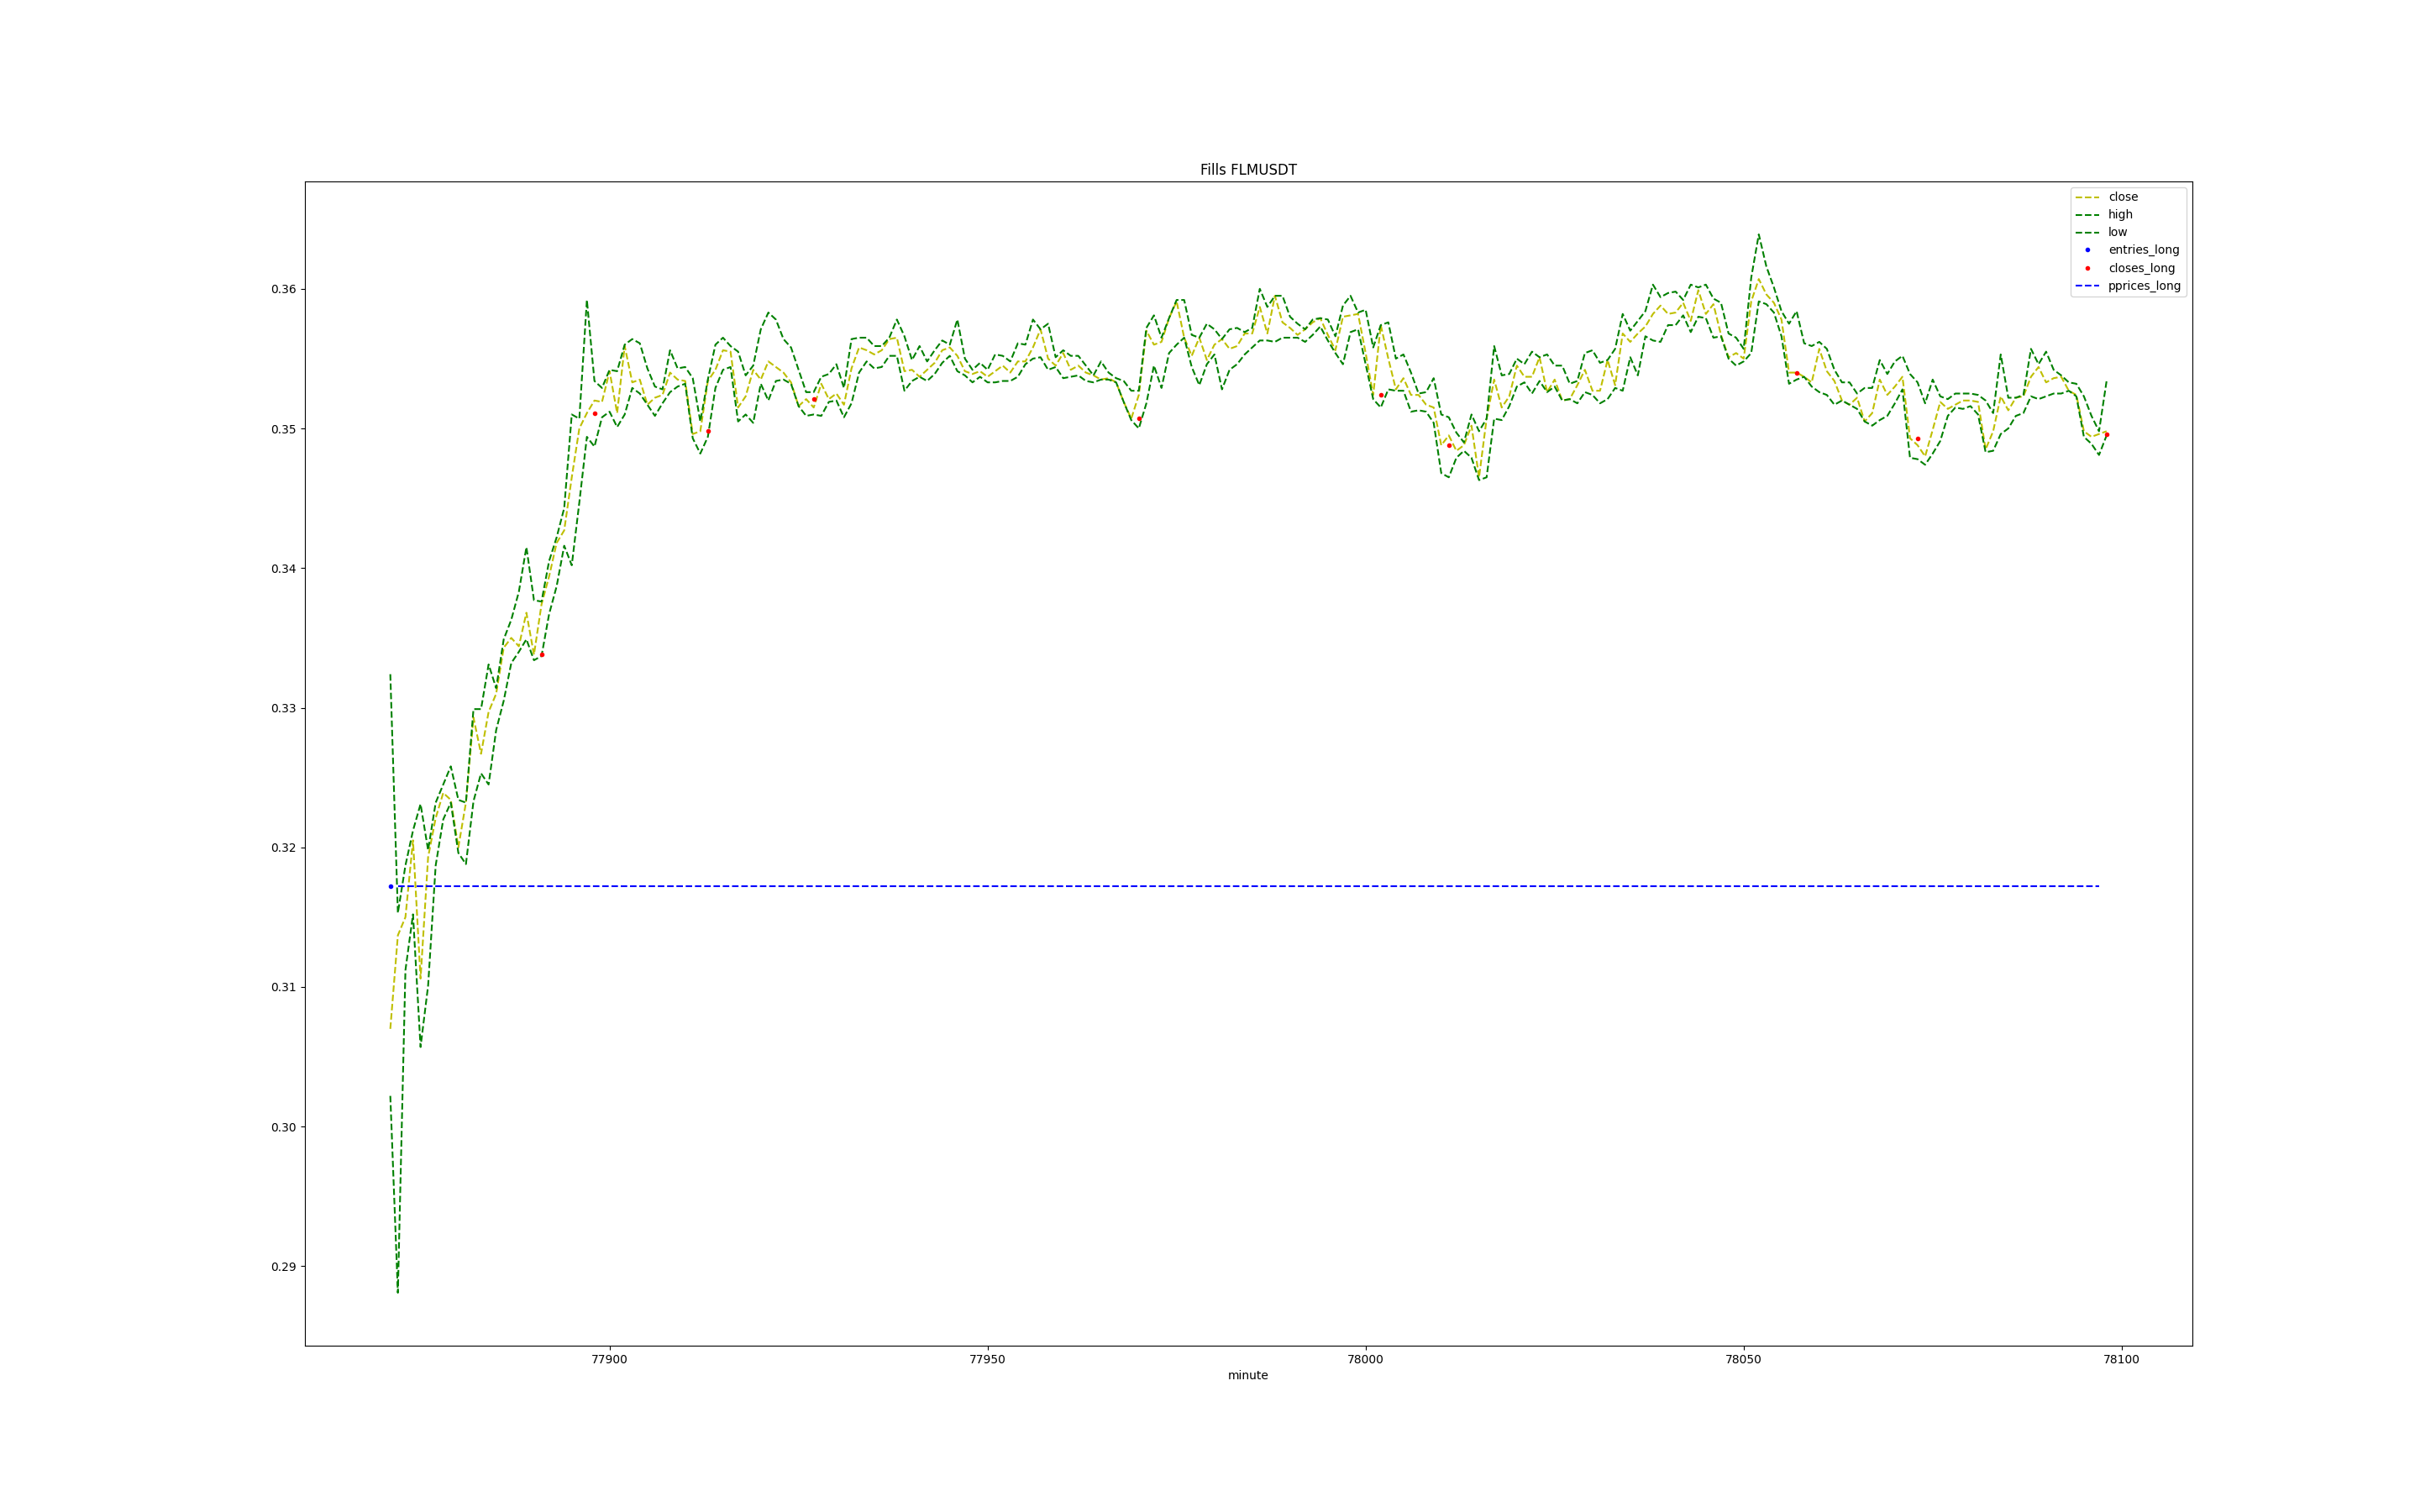 Fills FLMUSDT
close
high
low
entries_long
closes_long
pprices_long
0.36
0.35
0.34
0.33
0.32
0.31
0.30
0.29
77900
77950
78000
78050
78100
minute